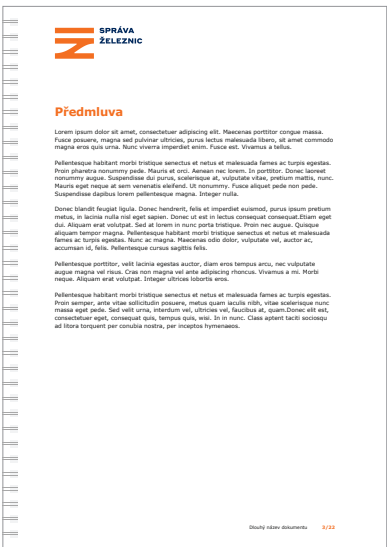 SPRÁVA
ŽELEZNIC
Předmluva
Lorem ipsum dolor sit amet, consectetuer adipiscing elit. Maecenas porttitor congue massa.
Fusce posuere, magna sed pulvinar ultricies, purus lectus malesuada libero, sit amet commodo
magna eros quis urna. Nunc viverra imperdiet enim. Fusce est. Vivamus a tellus.
Pellentesque habitant morbi tristique senectus et netus et malesuada fames ac turpis egestas.
Proin pharetra nonummy pede. Mauris et orci. Aenean nec lorem. In porttitor. Donec laoreet
nonummy augue. Suspendisse dui purus, scelerisque at, vulputate vitae, pretium mattis, nunc.
Mauris eget neque at sem venenatis eleifend. Ut nonummy. Fusce aliquet pede non pede.
Suspendisse dapibus lorem pellentesque magna. Integer nulla.
Donec blandit feugiat ligula. Donec hendrerit, felis et imperdiet euismod, purus ipsum pretium
metus, in lacinia nulla nisl eget sapien. Donec ut est in lectus consequat consequat.Etiam eget
dui. Aliquam erat volutpat. Sed at lorem in nunc porta tristique. Proin nec augue. Quisque
aliquam tempor magna. Pellentesque habitant morbi tristique senectus et netus et malesuada
fames ac turpis egestas. Nunc ac magna. Maecenas odio dolor, vulputate vel, auctor ac,
accumsan id, felis. Pellentesque cursus sagittis felis.
Pellentesque porttitor, velit lacinia egestas auctor, diam eros tempus arcu, nec vulputate
augue magna vel risus. Cras non magna vel ante adipiscing rhoncus. Vivamus a mi. Morbi
neque. Aliquam erat volutpat. Integer ultrices lobortis eros.
Pellentesque habitant morbi tristique senectus et netus et malesuada fames ac turpis egestas.
Proin semper, ante vitae sollicitudin posuere, metus quam iaculis nibh, vitae scelerisque nunc
massa eget pede. Sed velit urna, interdum vel, ultricies vel, faucibus at, quam.Donec elit est,
consectetuer eget, consequat quis, tempus quis, wisi. In in nunc. Class aptent taciti sociosqu
ad litora torquent per conubia nostra, per inceptos hymenaeos.
Dlouhý název dokumentu 3/23